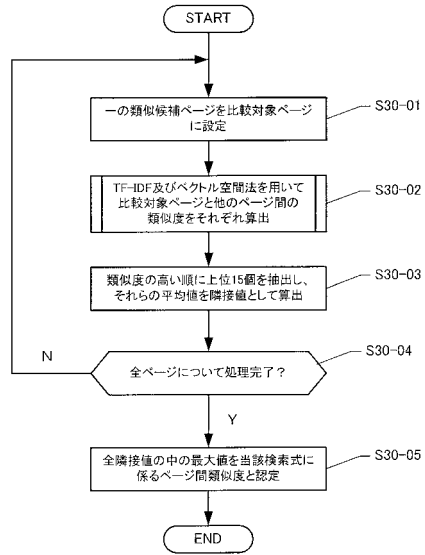 START
一の類似候補ページを比較対象ページ
に設定
S30-01
TF-IDF及びベクトル空間法を用いて
比較対象ページと他のページ間の
類似度をそれぞれ算出
S30-02
類似度の高い順に上位15個を抽出し、
それらの平均値を隣接値として算出
S30-03
N
全ページについて処理完了？
S30-04
Y
全隣接値の中の最大値を当該検索式に
係るページ間類似度と認定
S30-05
END